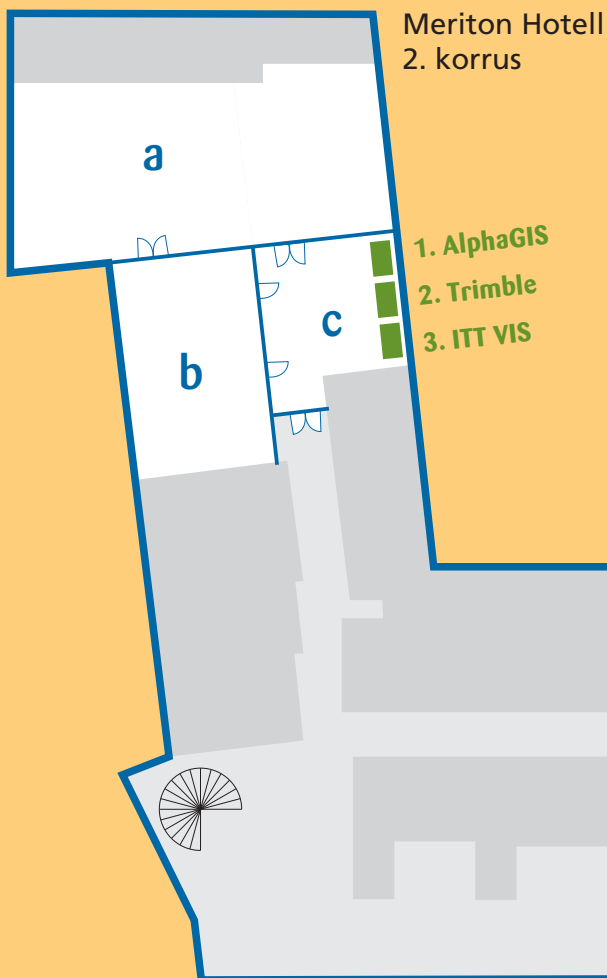 Meriton Hotell
2. korrus
a
1. AlphaGIS
2. Trimble
c
3. ITT VIS
b